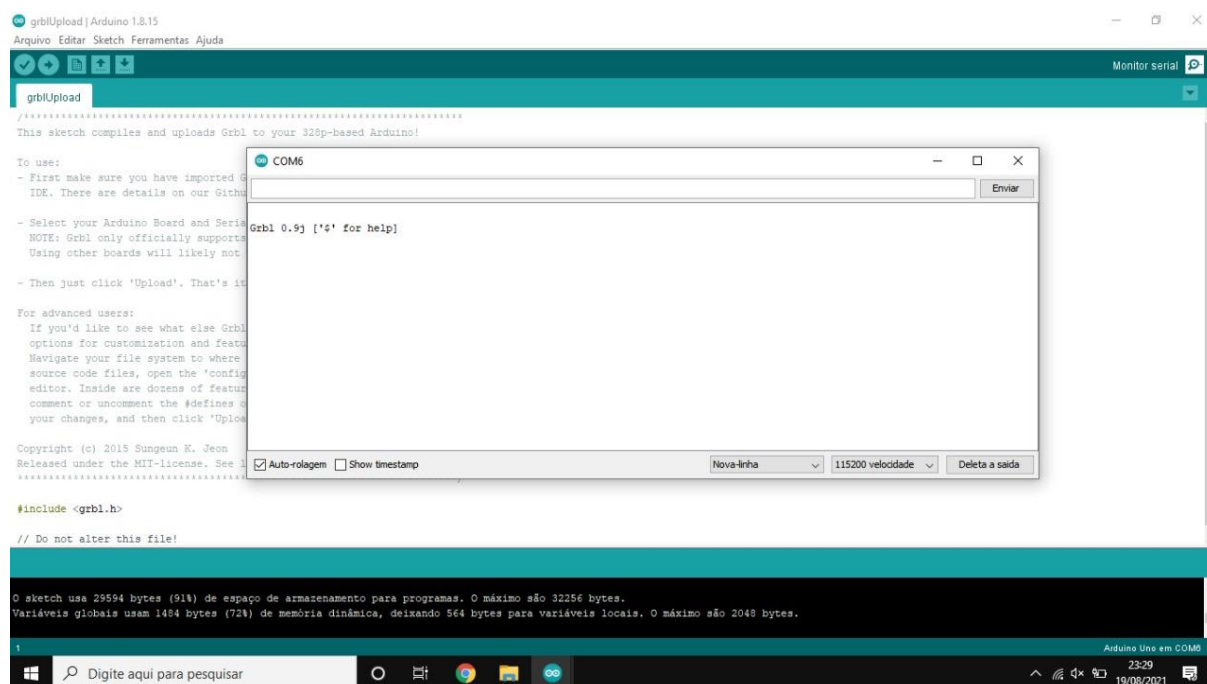 grblUpload | Arduino 1.8.15
Arquivo Editar Sketch Ferramentas Ajuda
Monitor serial
grblUpload
/***********************************************************************
This sketch compiles and uploads Grbl to your 328p-based Arduino!
To use:
- First make sure you have imported G
IDE. There are details on our Githu
- Select your Arduino Board and Seria
NOTE: Grbl only officially supports
Using other boards will likely not
- Then just click 'Upload'. That's it
For advanced users:
If you'd like to see what else Grbl
options for customization and featu
Navigate your file system to where
source code files, open the 'config
editor. Inside are dozens of featur
comment or uncomment the #defines o
your changes, and then click 'Uploa
Copyright (c) 2015 Sungeun K. Jeon
Released under the MIT-license. See l
#include <grbl.h>
// Do not alter this file!
COM6
Enviar
Grbl 0.9j ['$' for help]
Auto-rolagem Show timestamp Nova-linha 115200 velocidade Deleta a saida
O sketch usa 29594 bytes (91%) de espaço de armazenamento para programas. O máximo são 32256 bytes.
Variáveis globais usam 1484 bytes (72%) de memória dinâmica, deixando 564 bytes para variáveis locais. O máximo são 2048 bytes.
1 Arduino Uno em COM6
Digite aqui para pesquisar
23:29
19/08/2021